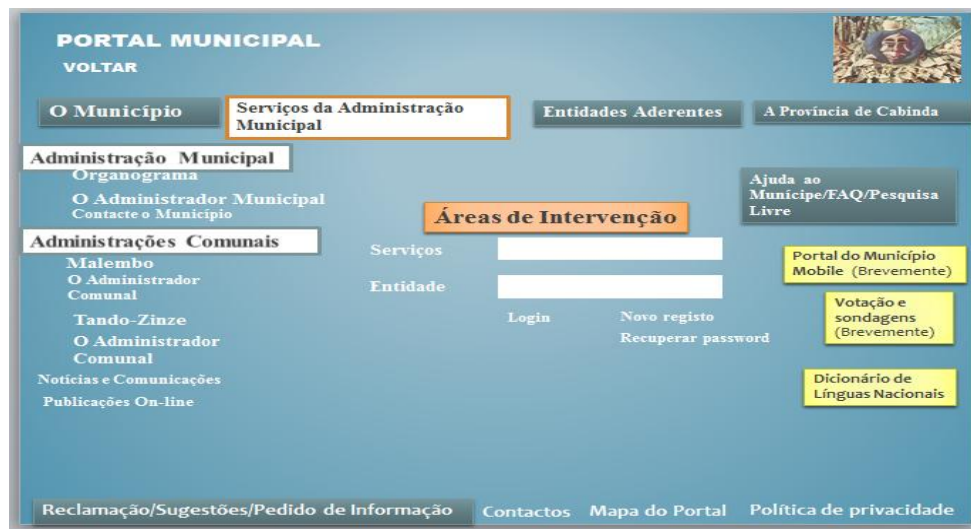 PORTAL MUNICIPAL
VOLTAR
O Município
Serviços da Administração
Municipal
Entidades Aderentes
A Província de Cabinda
Administração Municipal
Organograma
O Administrador Municipal
Contacte o Município
Administrações Comunais
Malembo
O Administrador
Comunal
Tando-Zinze
O Administrador
Comunal
Notícias e Comunicações
Publicações On-line
Áreas de Intervenção
Serviços
Entidade
Login
Novo registo
Recuperar password
Ajuda ao
Munícipe/FAQ/Pesquisa
Livre
Portal do Município
Mobile (Brevemente)
Votação e
sondagens
(Brevemente)
Dicionário de
Línguas Nacionais
Reclamação/Sugestões/Pedido de Informação
Contactos
Mapa do Portal
Política de privacidade